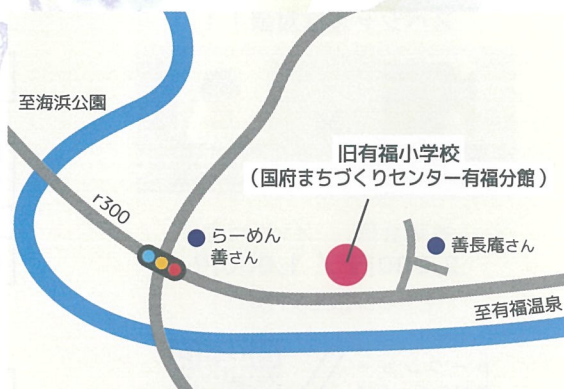 至海浜公園
旧有福小学校
（国府まちづくりセンター有福分館）
r300
らーめん
善さん
善長庵さん
至有福温泉